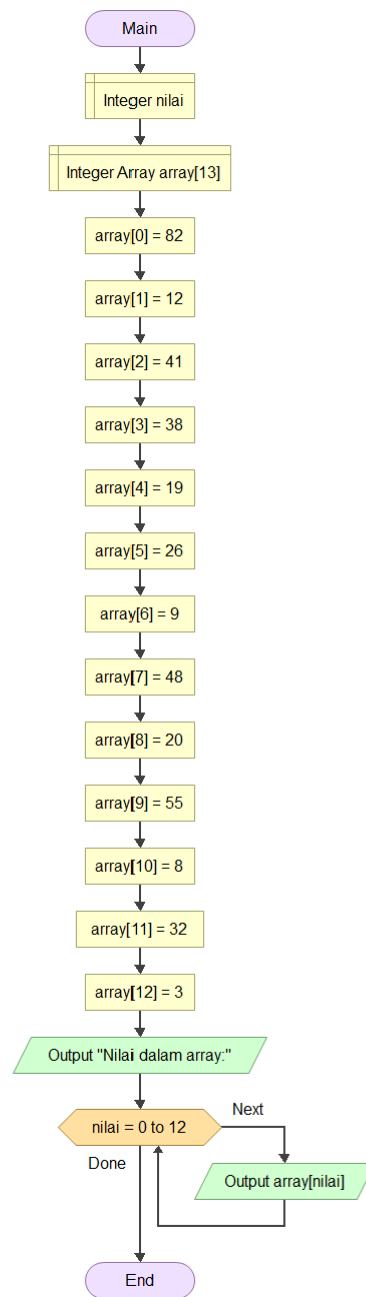 Main
Integer nilai
Integer Array array[13]
array[0] = 82
array[1] = 12
array[2] = 41
array[3] = 38
array[4] = 19
array[5] = 26
array[6] = 9
array[7] = 48
array[8] = 20
array[9] = 55
array[10] = 8
array[11] = 32
array[12] = 3
Output "Nilai dalam array:"
nilai = 0 to 12
Next
Done
Output array[nilai]
End